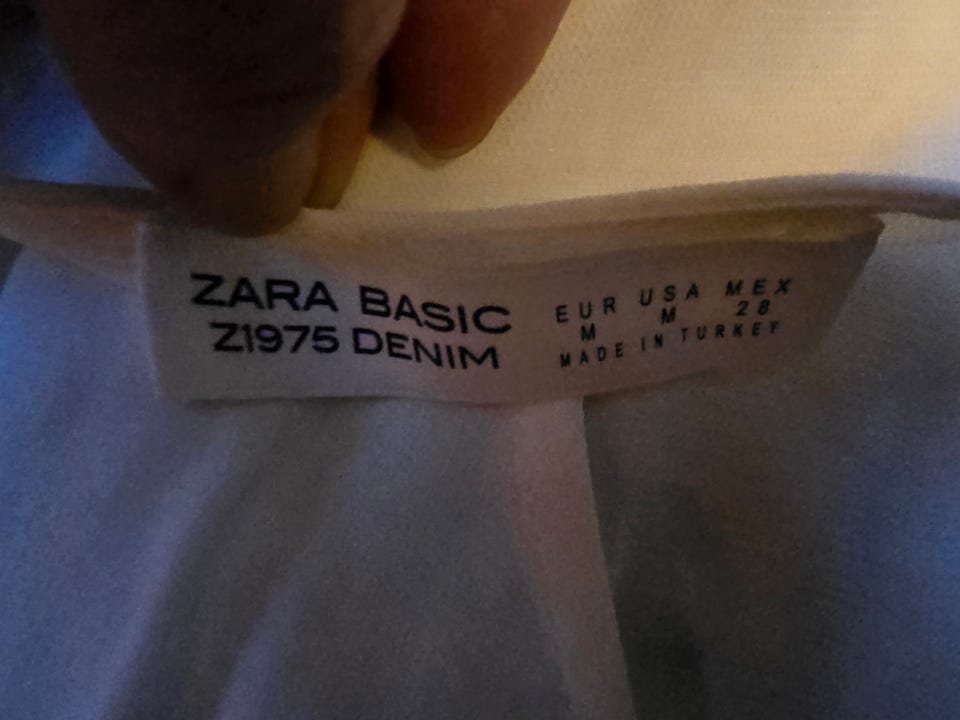 ZARA BASIC
Z1975 DENIM
EUR USA MEX
M M 28
MADE IN TURKEY